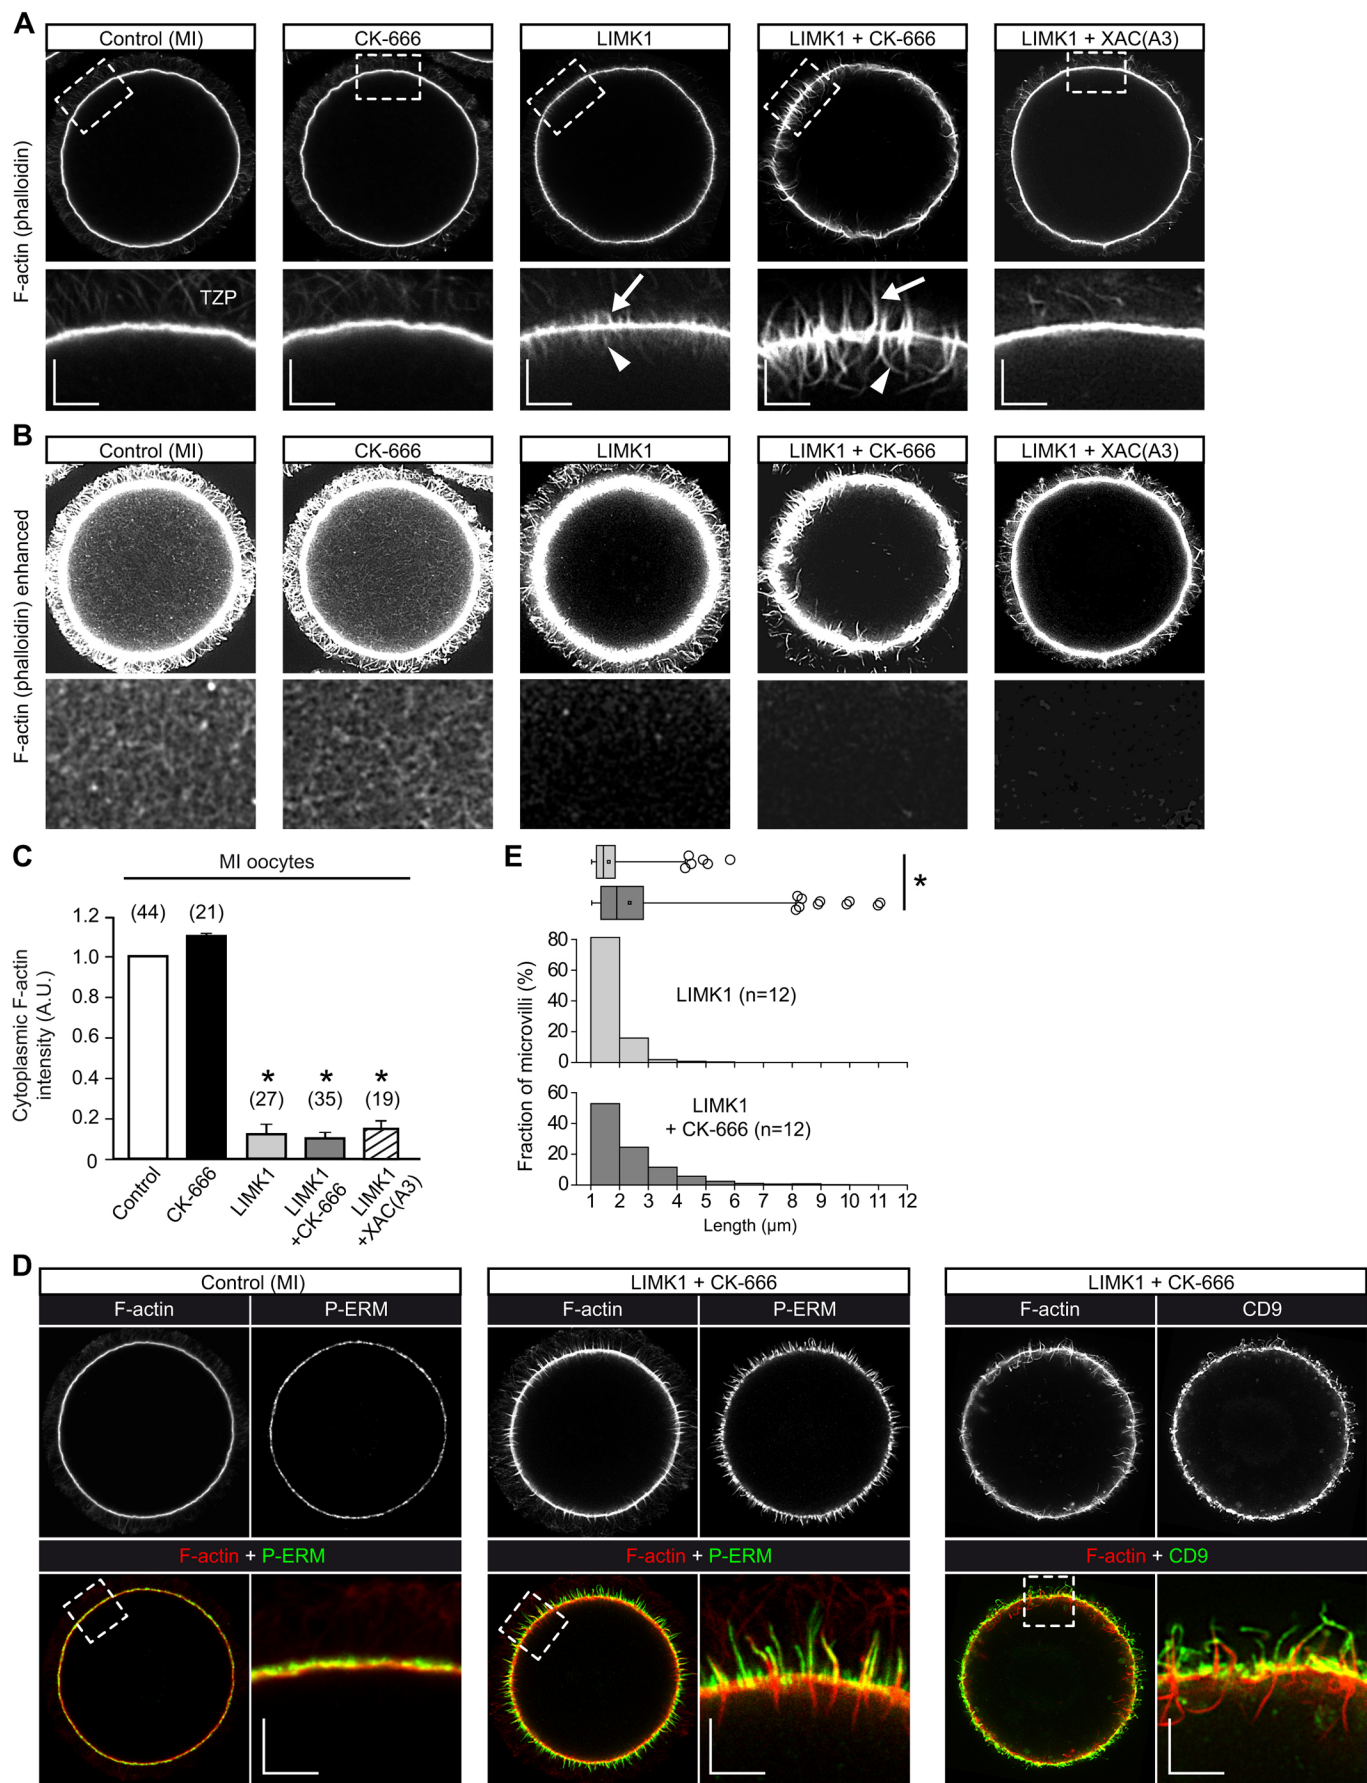 A
Control (MI)
CK-666
LIMK1
LIMK1 + CK-666
LIMK1 + XAC(A3)
F-actin (phalloidin)
TZP
B
Control (MI)
CK-666
LIMK1
LIMK1 + CK-666
LIMK1 + XAC(A3)
F-actin (phalloidin) enhanced
C
MI oocytes
Cytoplasmic F-actin
intensity (A.U.)
1.2
1.0
0.8
0.6
0.4
0.2
0
(44)
(21)
*
(27)
*
(35)
*
(19)
Control
CK-666
LIMK1
LIMK1
+CK-666
LIMK1
+XAC(A3)
E
*
Fraction of microvilli (%)
80
60
40
20
0
LIMK1 (n=12)
60
40
20
0
LIMK1
+ CK-666 (n=12)
1 2 3 4 5 6 7 8 9 10 11 12
Length (µm)
D
Control (MI)
F-actin
P-ERM
F-actin + P-ERM
LIMK1 + CK-666
F-actin
P-ERM
F-actin + P-ERM
LIMK1 + CK-666
F-actin
CD9
F-actin + CD9